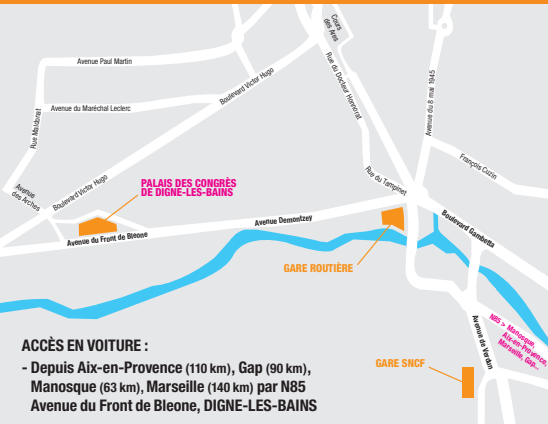 Cours
des Ares
Avenue Paul Martin
Rue du Docteur Honnorat
Avenue du 8 mai 1945
Boulevard Victor Hugo
Avenue du Maréchal Leclerc
Rue Maldonat
François Cuzin
Rue du Tampinet
Avenue
des Arches
Boulevard Victor Hugo
PALAIS DES CONGRÈS
DE DIGNE-LES-BAINS
Avenue Demontzey
Boulevard Gambetta
Avenue du Front de Bleone
GARE ROUTIÈRE
N85 > Manosque,
Aix-en-Provence,
Marseille, Gap...
Avenue de Verdun
GARE SNCF
ACCÈS EN VOITURE :
- Depuis Aix-en-Provence (110 km), Gap (90 km),
Manosque (63 km), Marseille (140 km) par N85
Avenue du Front de Bleone, DIGNE-LES-BAINS